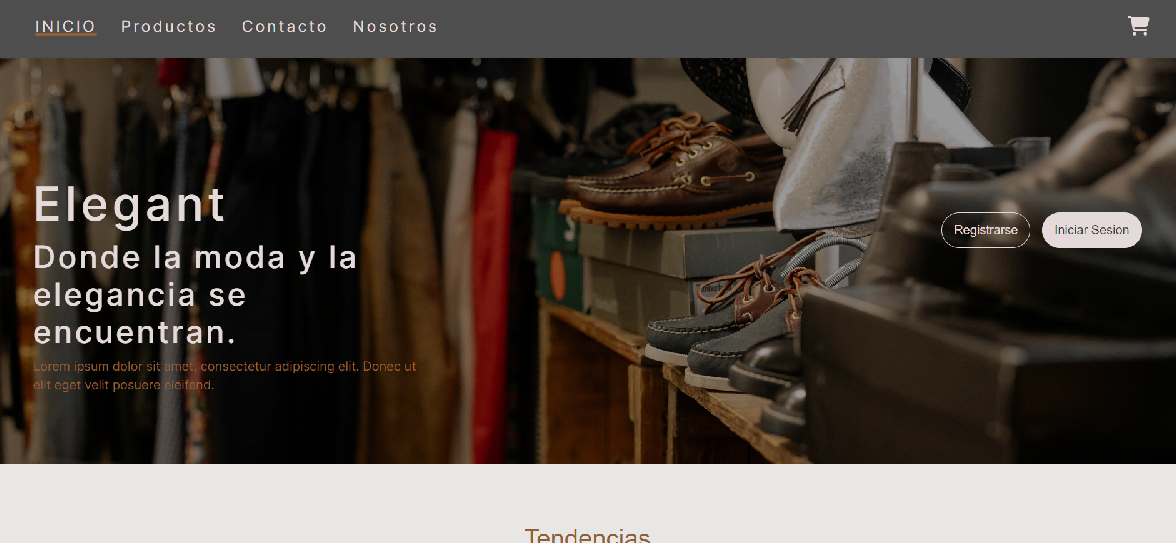 INICIO Productos Contacto Nosotros
Elegant
Donde la moda y la
elegancia se
encuentran.
Lorem ipsum dolor sit amet, consectetur adipiscing elit. Donec ut
elit eget velit posuere eleifend.
Registrarse Iniciar Sesion
Tendencias